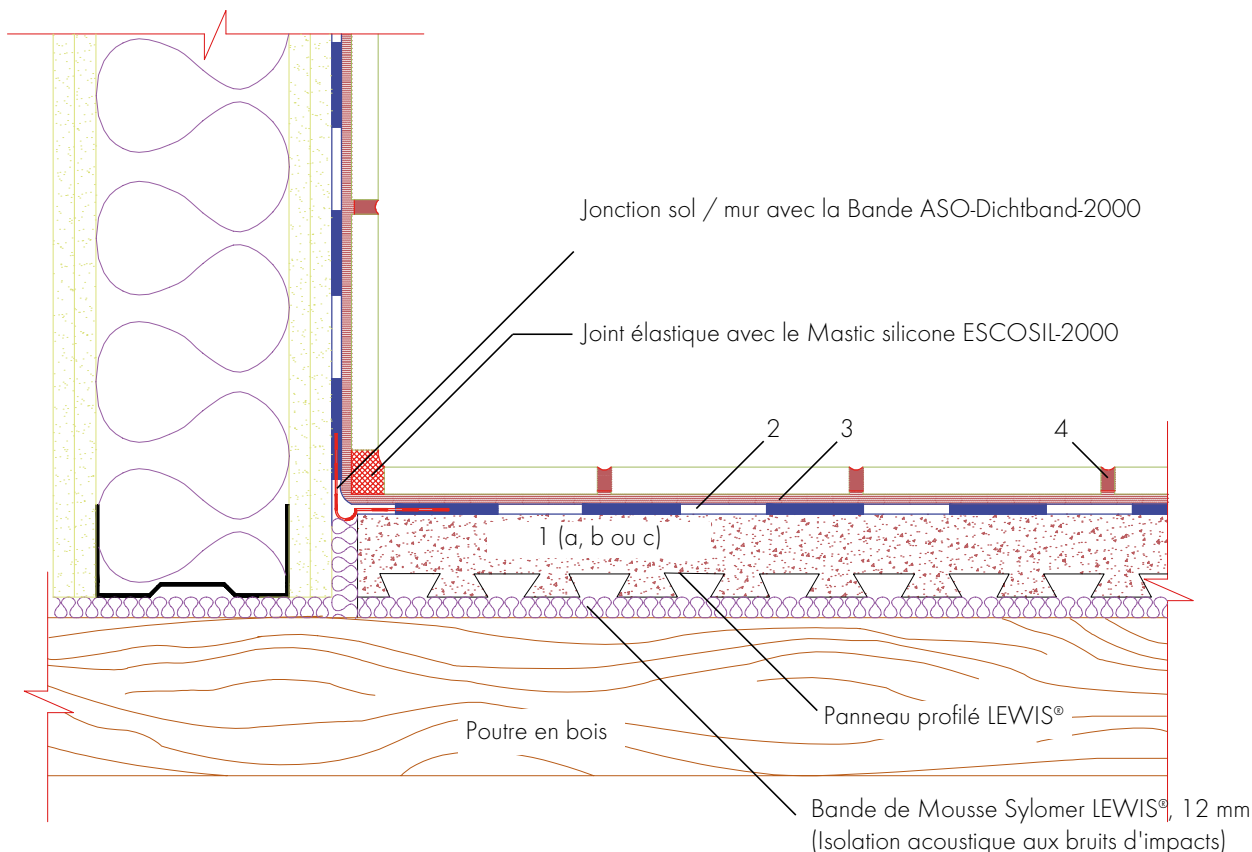 Jonction sol / mur avec la Bande ASO-Dichtband-2000
Joint élastique avec le Mastic silicone ESCOSIL-2000
2 3 4
1 (a, b ou c)
Panneau profilé LEWIS®
Poutre en bois
Bande de Mousse Sylomer LEWIS®, 12 mm
(Isolation acoustique aux bruits d'impacts)